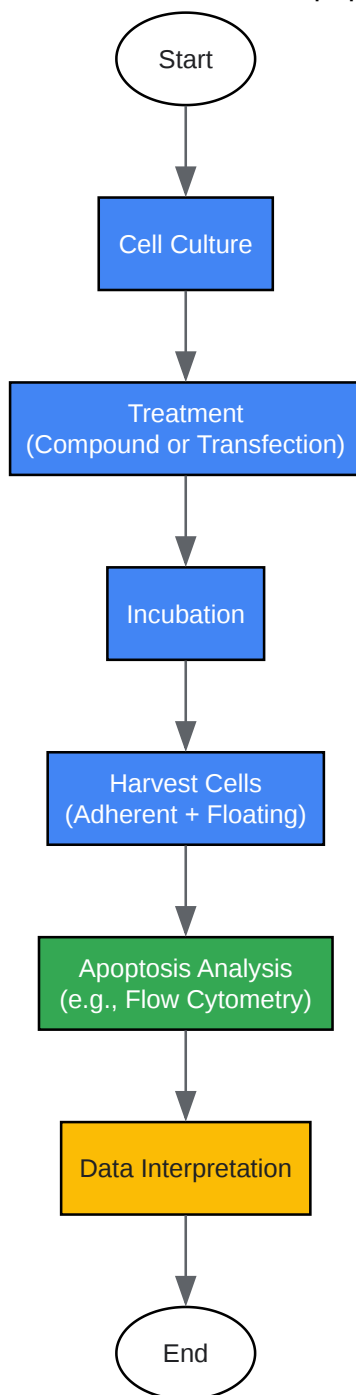 Start
Cell Culture
Treatment
(Compound or Transfection)
Incubation
Harvest Cells
(Adherent + Floating)
Apoptosis Analysis
(e.g., Flow Cytometry)
Data Interpretation
End